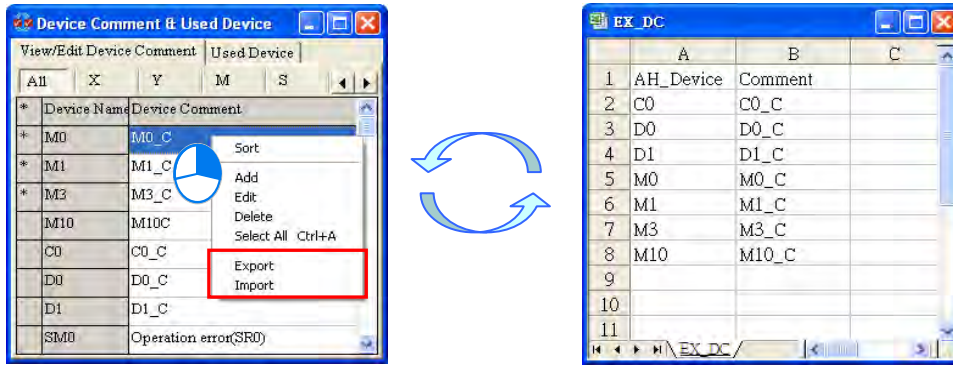 Device Comment & Used Device
View/Edit Device Comment Used Device
All X Y M S
* Device Name Device Comment
* M0 M0_C
* M1 M1_C
* M3 M3_C
M10 M10C
C0 C0_C
D0 D0_C
D1 D1_C
SM0 Operation error(SR0)
Sort
Add
Edit
Delete
Select All Ctrl+A
Export
Import
EX_DC
A B C
1 AH_Device Comment
2 C0 C0_C
3 D0 D0_C
4 D1 D1_C
5 M0 M0_C
6 M1 M1_C
7 M3 M3_C
8 M10 M10_C
9
10
11
EX_DC